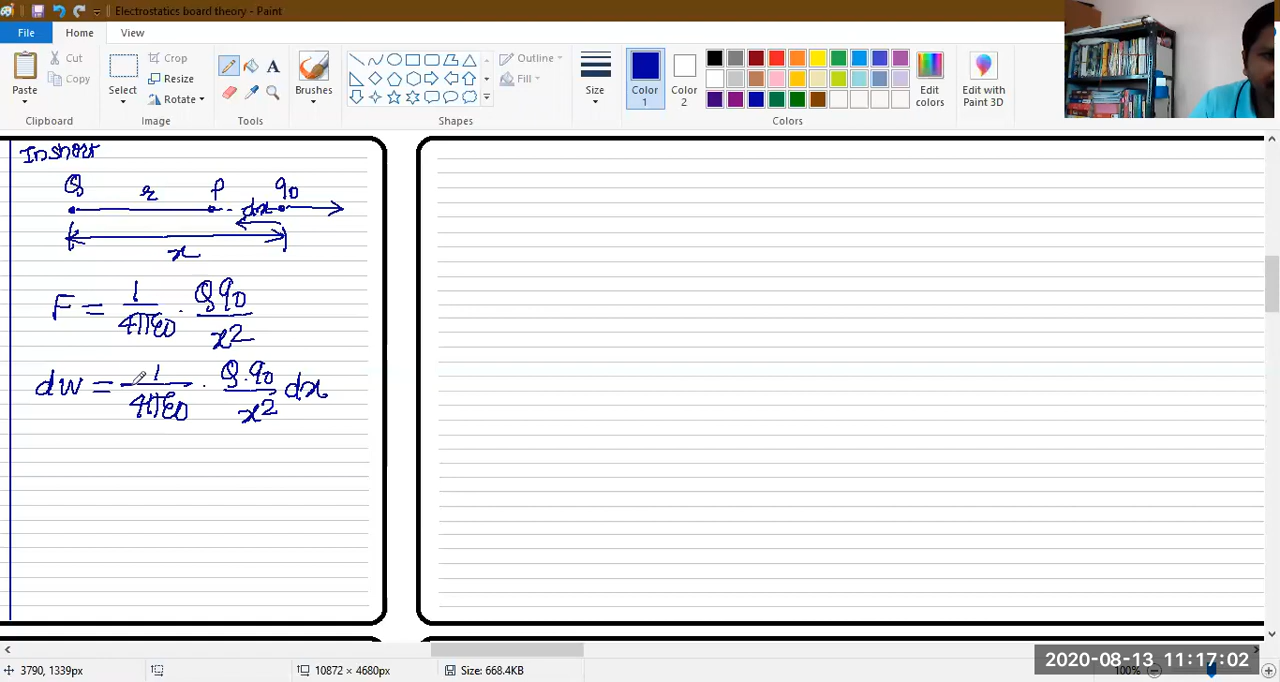 Electrostatics board theory - Paint
File
Home
View
Paste
Cut
Copy
Clipboard
Select
Crop
Resize
Rotate
Image
Tools
Brushes
Shapes
Outline
Fill
Size
Color 1
Color 2
Edit colors
Edit with Paint 3D
Colors
In short
Q r P dx q0
x
F = 1/4πε0 · Qq0/x2
dw = 1/4πε0 · Q.q0/x2 dx
3790, 1339px
10872 × 4680px
Size: 668.4KB
100%
2020-08-13 11:17:02